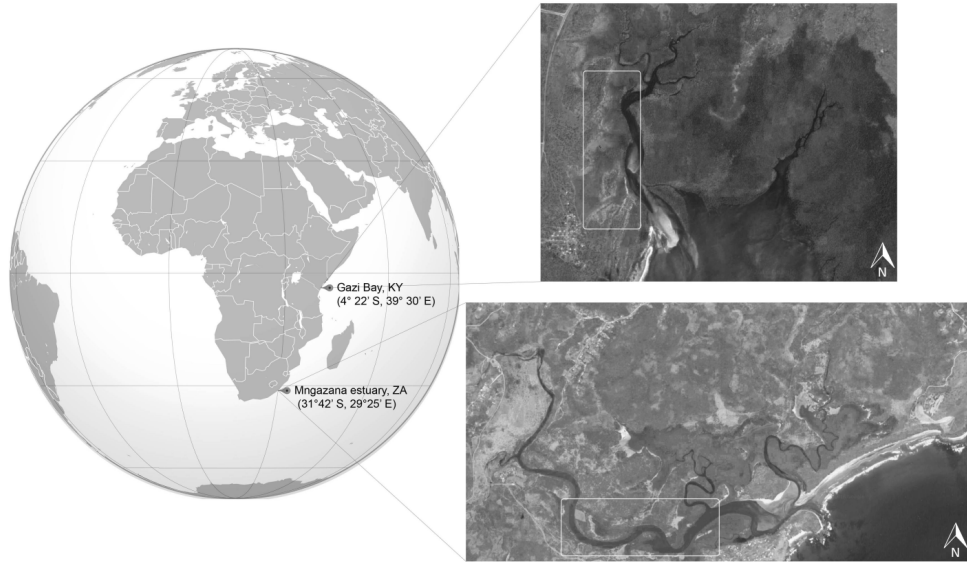 Gazi Bay, KY
(4° 22' S, 39° 30' E)
Mngazana estuary, ZA
(31°42' S, 29°25' E)
N
N